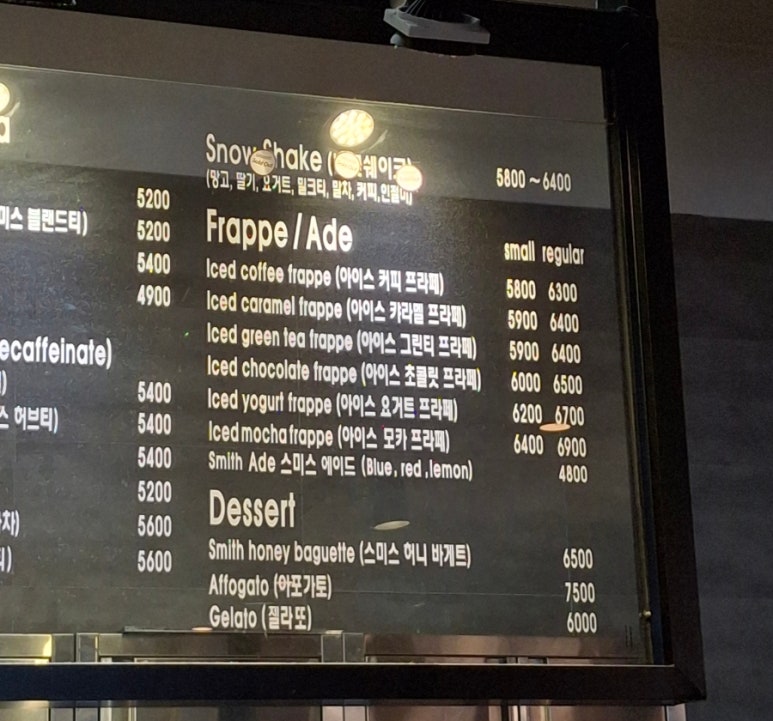 5200
미스 블렌드티) 5200
5400
4900
ecaffeinate)
5400
스 허브티) 5400
5400
5200
차) 5600
5600
Snow Shake
(망고, 딸기, 요거트, 밀크티, 말차, 커피, 인절미) 5800 ~ 6400
Frappe / Ade small regular
Iced coffee frappe (아이스 커피 프라페) 5800 6300
Iced caramel frappe (아이스 카라멜 프라페) 5900 6400
Iced green tea frappe (아이스 그린티 프라페) 5900 6400
Iced chocolate frappe (아이스 초콜릿 프라페) 6000 6500
Iced yogurt frappe (아이스 요거트 프라페) 6200 6700
Iced mocha frappe (아이스 모카 프라페) 6400 6900
Smith Ade 스미스 에이드 (Blue, red, lemon) 4800
Dessert
Smith honey baguette (스미스 허니 바게트) 6500
Affogato (아포가토) 7500
Gelato (젤라또) 6000